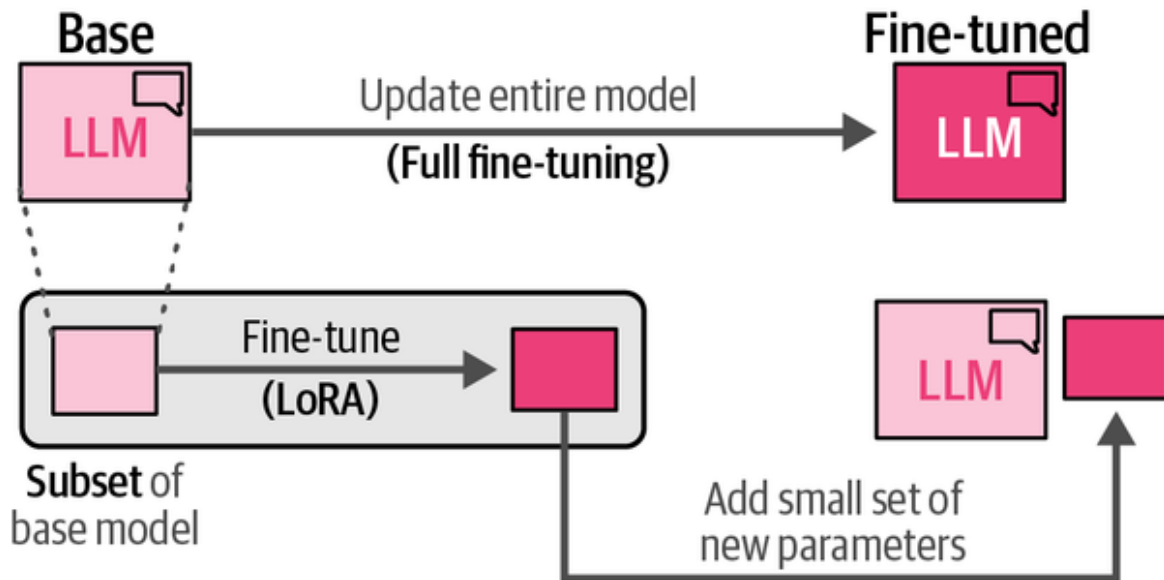 Base
Fine-tuned
LLM
Update entire model
(Full fine-tuning)
LLM
Fine-tune
(LoRA)
LLM
Subset of
base model
Add small set of
new parameters